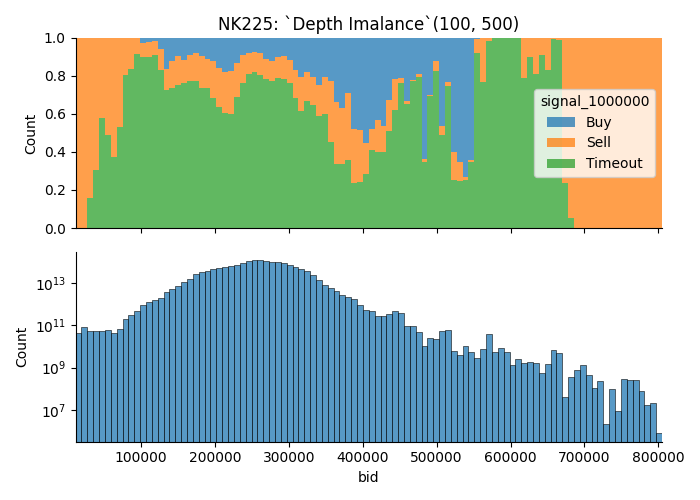 NK225: `Depth Imalance`(100, 500)
1.0
0.8
0.6
0.4
0.2
0.0
Count
signal_1000000
Buy
Sell
Timeout
10^13
10^11
10^9
10^7
Count
100000 200000 300000 400000 500000 600000 700000 800000
bid